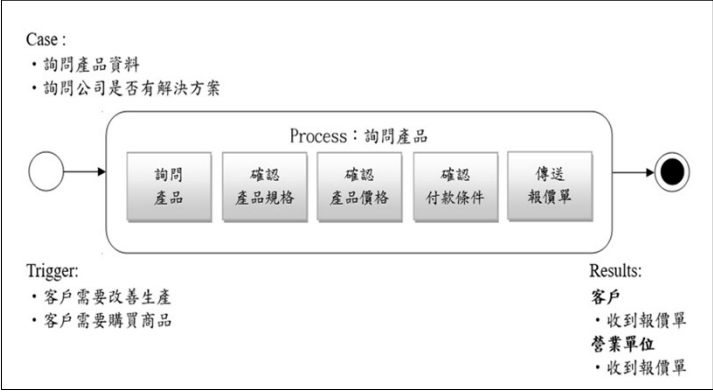 Case :
・詢問產品資料
・詢問公司是否有解決方案
Process：詢問產品
詢問
產品
確認
產品規格
確認
產品價格
確認
付款條件
傳送
報價單
Trigger:
・客戶需要改善生產
・客戶需要購買商品
Results:
客戶
・收到報價單
營業單位
・收到報價單